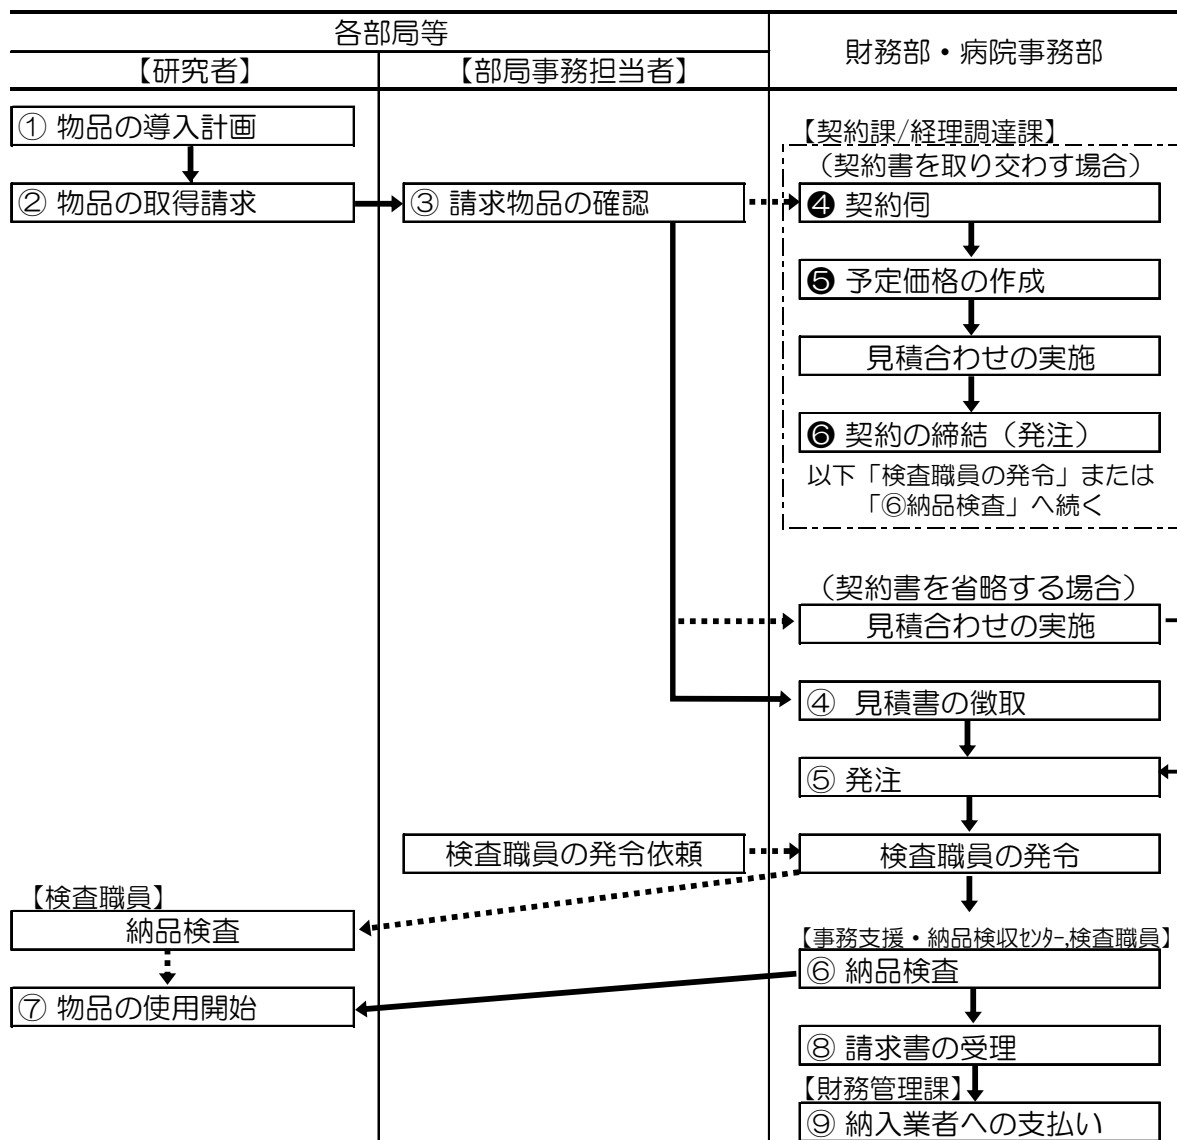 各部局等
財務部・病院事務部
【研究者】
【部局事務担当者】
① 物品の導入計画
【契約課/経理調達課】
（契約書を取り交わす場合）
② 物品の取得請求
③ 請求物品の確認
❹ 契約伺
❺ 予定価格の作成
見積合わせの実施
❻ 契約の締結（発注）
以下「検査職員の発令」または
「⑥納品検査」へ続く
（契約書を省略する場合）
見積合わせの実施
④ 見積書の徴取
⑤ 発注
検査職員の発令依頼
検査職員の発令
【検査職員】
納品検査
【事務支援・納品検収ｾﾝﾀｰ,検査職員】
⑥ 納品検査
⑦ 物品の使用開始
⑧ 請求書の受理
【財務管理課】
⑨ 納入業者への支払い